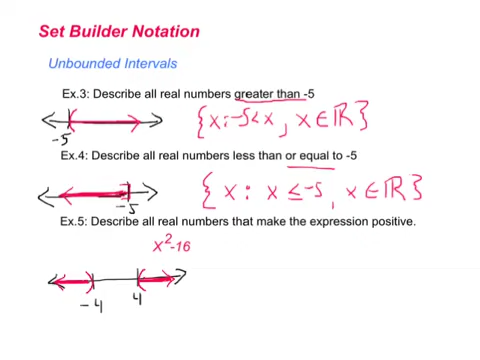 Set Builder Notation
Unbounded Intervals
Ex.3: Describe all real numbers greater than -5
-5
{x: -5<x, x∈ℝ}
Ex.4: Describe all real numbers less than or equal to -5
-5
{x: x≤-5, x∈ℝ}
Ex.5: Describe all real numbers that make the expression positive.
x²-16
-4 4